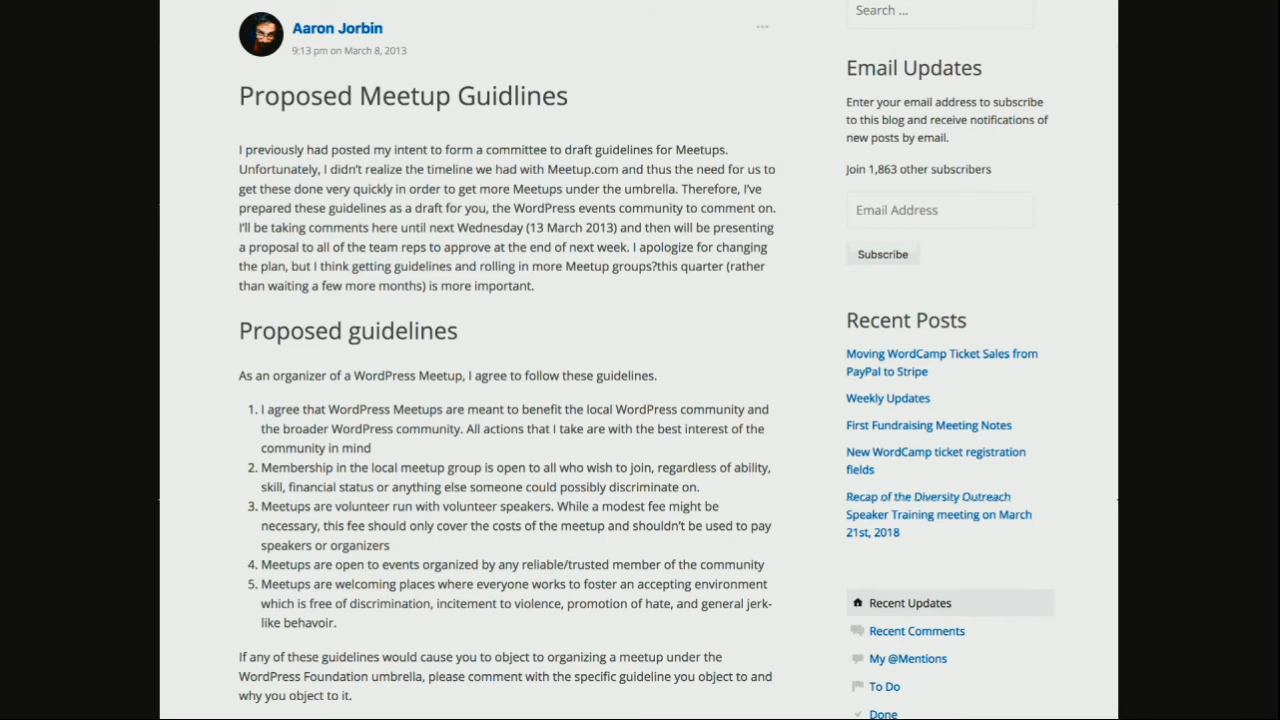 Aaron Jorbin
9:13 pm on March 8, 2013
Proposed Meetup Guidlines
I previously had posted my intent to form a committee to draft guidelines for Meetups.
Unfortunately, I didn't realize the timeline we had with Meetup.com and thus the need for us to
get these done very quickly in order to get more Meetups under the umbrella. Therefore, I've
prepared these guidelines as a draft for you, the WordPress events community to comment on.
I'll be taking comments here until next Wednesday (13 March 2013) and then will be presenting
a proposal to all of the team reps to approve at the end of next week. I apologize for changing
the plan, but I think getting guidelines and rolling in more Meetup groups?this quarter (rather
than waiting a few more months) is more important.
Proposed guidelines
As an organizer of a WordPress Meetup, I agree to follow these guidelines.
1. I agree that WordPress Meetups are meant to benefit the local WordPress community and
the broader WordPress community. All actions that I take are with the best interest of the
community in mind
2. Membership in the local meetup group is open to all who wish to join, regardless of ability,
skill, financial status or anything else someone could possibly discriminate on.
3. Meetups are volunteer run with volunteer speakers. While a modest fee might be
necessary, this fee should only cover the costs of the meetup and shouldn't be used to pay
speakers or organizers
4. Meetups are open to events organized by any reliable/trusted member of the community
5. Meetups are welcoming places where everyone works to foster an accepting environment
which is free of discrimination, incitement to violence, promotion of hate, and general jerk-
like behavoir.
If any of these guidelines would cause you to object to organizing a meetup under the
WordPress Foundation umbrella, please comment with the specific guideline you object to and
why you object to it.
Search ...
Email Updates
Enter your email address to subscribe
to this blog and receive notifications of
new posts by email.
Join 1,863 other subscribers
Email Address
Subscribe
Recent Posts
Moving WordCamp Ticket Sales from
PayPal to Stripe
Weekly Updates
First Fundraising Meeting Notes
New WordCamp ticket registration
fields
Recap of the Diversity Outreach
Speaker Training meeting on March
21st, 2018
Recent Updates
Recent Comments
My @Mentions
To Do
Done